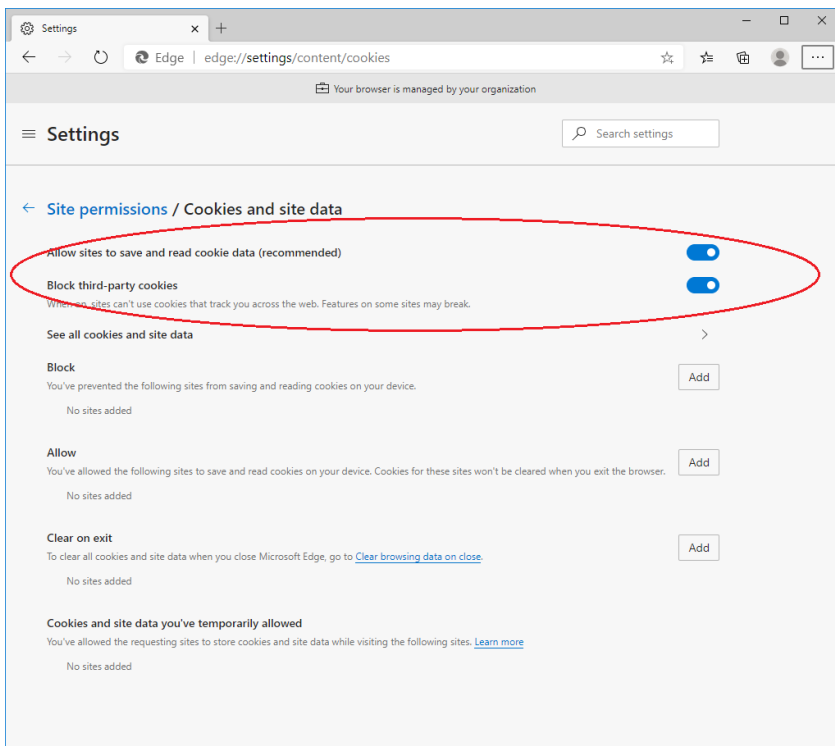 Settings
Edge | edge://settings/content/cookies
Your browser is managed by your organization
Settings
Search settings
Site permissions / Cookies and site data
Allow sites to save and read cookie data (recommended)
Block third-party cookies
When on, sites can't use cookies that track you across the web. Features on some sites may break.
See all cookies and site data
Block
Add
You've prevented the following sites from saving and reading cookies on your device.
No sites added
Allow
Add
You've allowed the following sites to save and read cookies on your device. Cookies for these sites won't be cleared when you exit the browser.
No sites added
Clear on exit
Add
To clear all cookies and site data when you close Microsoft Edge, go to Clear browsing data on close.
No sites added
Cookies and site data you've temporarily allowed
You've allowed the requesting sites to store cookies and site data while visiting the following sites. Learn more
No sites added